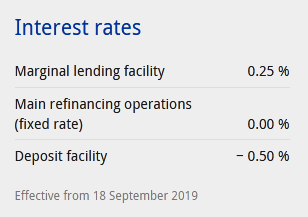 Interest rates
Marginal lending facility 0.25 %
Main refinancing operations
(fixed rate) 0.00 %
Deposit facility − 0.50 %
Effective from 18 September 2019